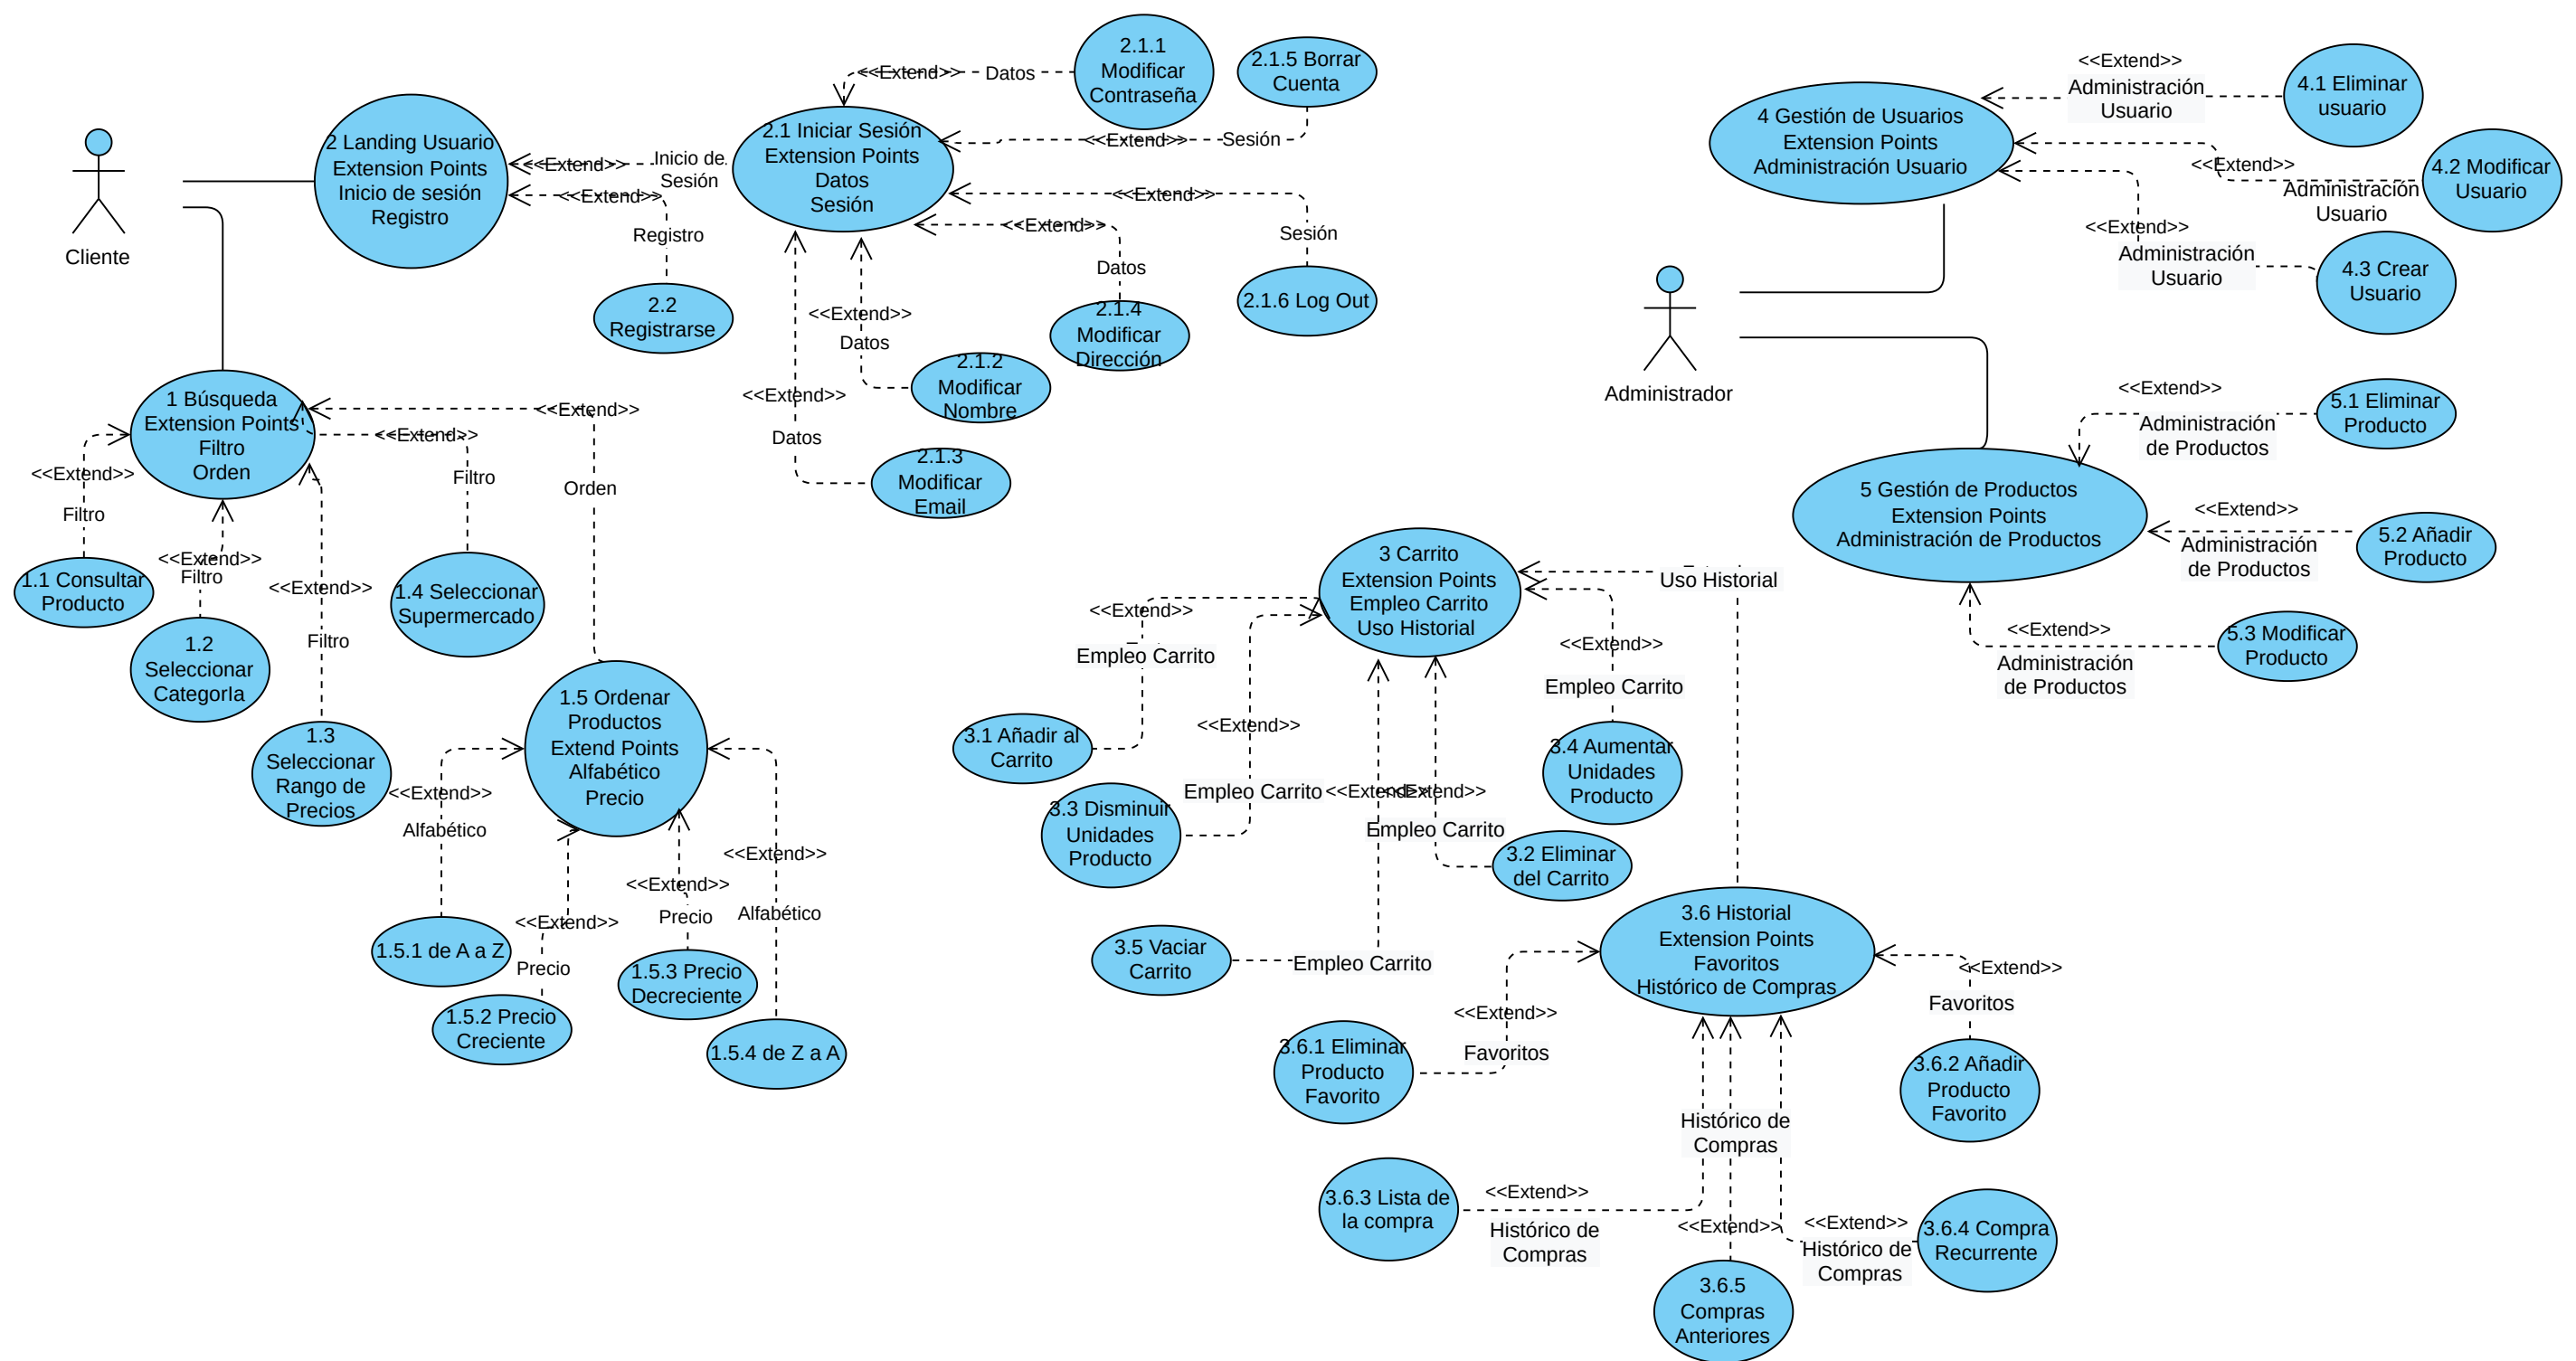 Cliente
2 Landing Usuario
Extension Points
Inicio de sesión
Registro
<<Extend>>
Inicio de
Sesión
<<Extend>>
Registro
2.2
Registrarse
2.1 Iniciar Sesión
Extension Points
Datos
Sesión
<<Extend>>
Datos
2.1.1
Modificar
Contraseña
2.1.5 Borrar
Cuenta
<<Extend>>
Sesión
<<Extend>>
Sesión
2.1.6 Log Out
<<Extend>>
Datos
2.1.4
Modificar
Dirección
<<Extend>>
Datos
2.1.2
Modificar
Nombre
<<Extend>>
Datos
2.1.3
Modificar
Email
1 Búsqueda
Extension Points
Filtro
Orden
<<Extend>>
Filtro
1.1 Consultar
Producto
<<Extend>>
Filtro
1.2
Seleccionar
CategorIa
<<Extend>>
Filtro
1.3
Seleccionar
Rango de
Precios
<<Extend>>
Filtro
1.4 Seleccionar
Supermercado
<<Extend>>
Orden
1.5 Ordenar
Productos
Extend Points
Alfabético
Precio
<<Extend>>
Alfabético
1.5.1 de A a Z
<<Extend>>
Precio
1.5.2 Precio
Creciente
<<Extend>>
Precio
1.5.3 Precio
Decreciente
<<Extend>>
Alfabético
1.5.4 de Z a A
Administrador
4 Gestión de Usuarios
Extension Points
Administración Usuario
<<Extend>>
Administración
Usuario
4.1 Eliminar
usuario
<<Extend>>
Administración
Usuario
4.2 Modificar
Usuario
<<Extend>>
Administración
Usuario
4.3 Crear
Usuario
5 Gestión de Productos
Extension Points
Administración de Productos
<<Extend>>
Administración
de Productos
5.1 Eliminar
Producto
<<Extend>>
Administración
de Productos
5.2 Añadir
Producto
<<Extend>>
Administración
de Productos
5.3 Modificar
Producto
3 Carrito
Extension Points
Empleo Carrito
Uso Historial
Uso Historial
<<Extend>>
Empleo Carrito
3.1 Añadir al
Carrito
<<Extend>>
Empleo Carrito
3.3 Disminuir
Unidades
Producto
<<Extend>>
Empleo Carrito
3.4 Aumentar
Unidades
Producto
<<Extend>>
Empleo Carrito
3.2 Eliminar
del Carrito
<<Extend>>
Empleo Carrito
3.5 Vaciar
Carrito
3.6 Historial
Extension Points
Favoritos
Histórico de Compras
<<Extend>>
Favoritos
3.6.1 Eliminar
Producto
Favorito
<<Extend>>
Favoritos
3.6.2 Añadir
Producto
Favorito
Histórico de
Compras
<<Extend>>
Histórico de
Compras
3.6.3 Lista de
la compra
<<Extend>>
3.6.5
Compras
Anteriores
<<Extend>>
Histórico de
Compras
3.6.4 Compra
Recurrente